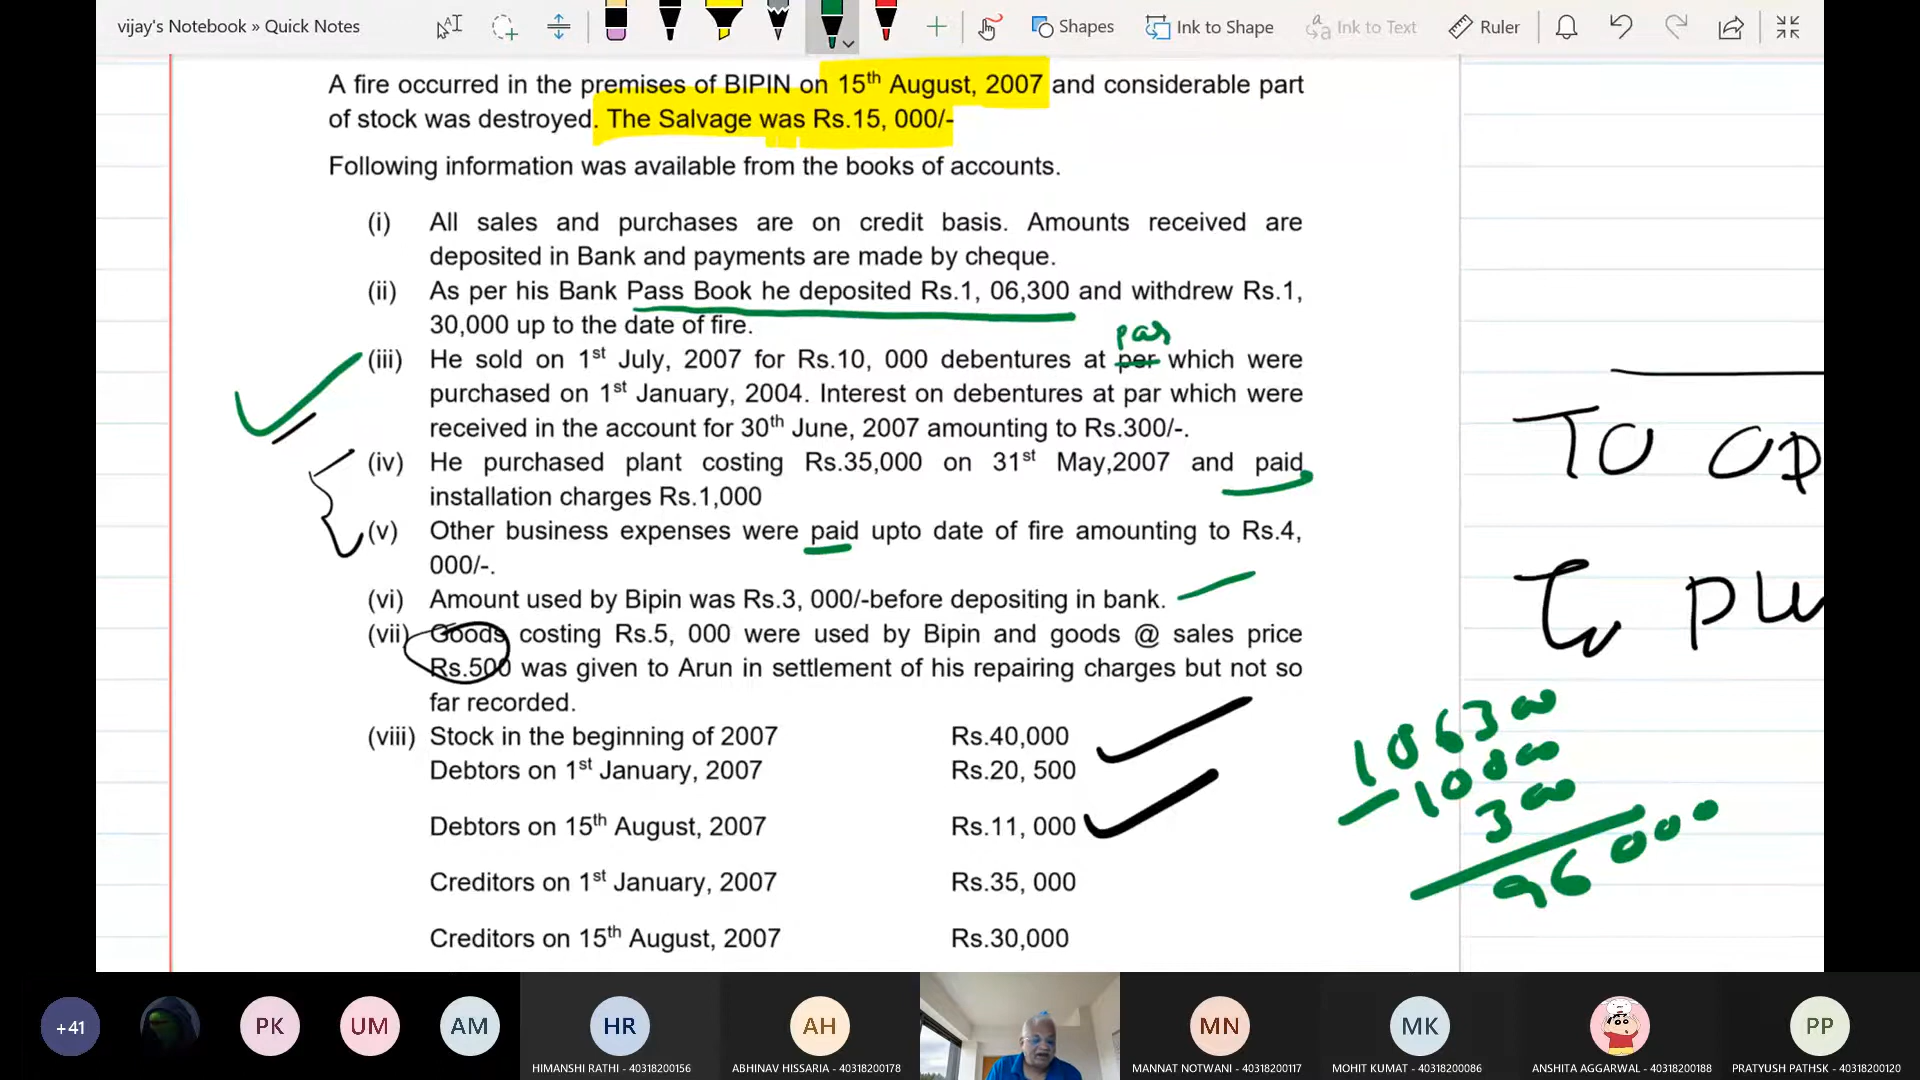 vijay's Notebook » Quick Notes
Shapes
Ink to Shape
Ink to Text
Ruler
A fire occurred in the premises of BIPIN on 15th August, 2007 and considerable part
of stock was destroyed. The Salvage was Rs.15, 000/-
Following information was available from the books of accounts.
(i) All sales and purchases are on credit basis. Amounts received are
deposited in Bank and payments are made by cheque.
(ii) As per his Bank Pass Book he deposited Rs.1, 06,300 and withdrew Rs.1,
30,000 up to the date of fire.
par
(iii) He sold on 1st July, 2007 for Rs.10, 000 debentures at per which were
purchased on 1st January, 2004. Interest on debentures at par which were
received in the account for 30th June, 2007 amounting to Rs.300/-.
(iv) He purchased plant costing Rs.35,000 on 31st May,2007 and paid
installation charges Rs.1,000
(v) Other business expenses were paid upto date of fire amounting to Rs.4,
000/-.
(vi) Amount used by Bipin was Rs.3, 000/-before depositing in bank.
(vii) Goods costing Rs.5, 000 were used by Bipin and goods @ sales price
Rs.500 was given to Arun in settlement of his repairing charges but not so
far recorded.
(viii) Stock in the beginning of 2007 Rs.40,000
Debtors on 1st January, 2007 Rs.20, 500
Debtors on 15th August, 2007 Rs.11, 000
Creditors on 1st January, 2007 Rs.35, 000
Creditors on 15th August, 2007 Rs.30,000
TO OP
To PU
106300
10000
300
96000
+41
PK
UM
AM
HR
HIMANSHI RATHI - 40318200156
AH
ABHINAV HISSARIA - 40318200178
MN
MANNAT NOTWANI - 40318200117
MK
MOHIT KUMAT - 40318200086
ANSHITA AGGARWAL - 40318200188
PP
PRATYUSH PATHSK - 40318200120